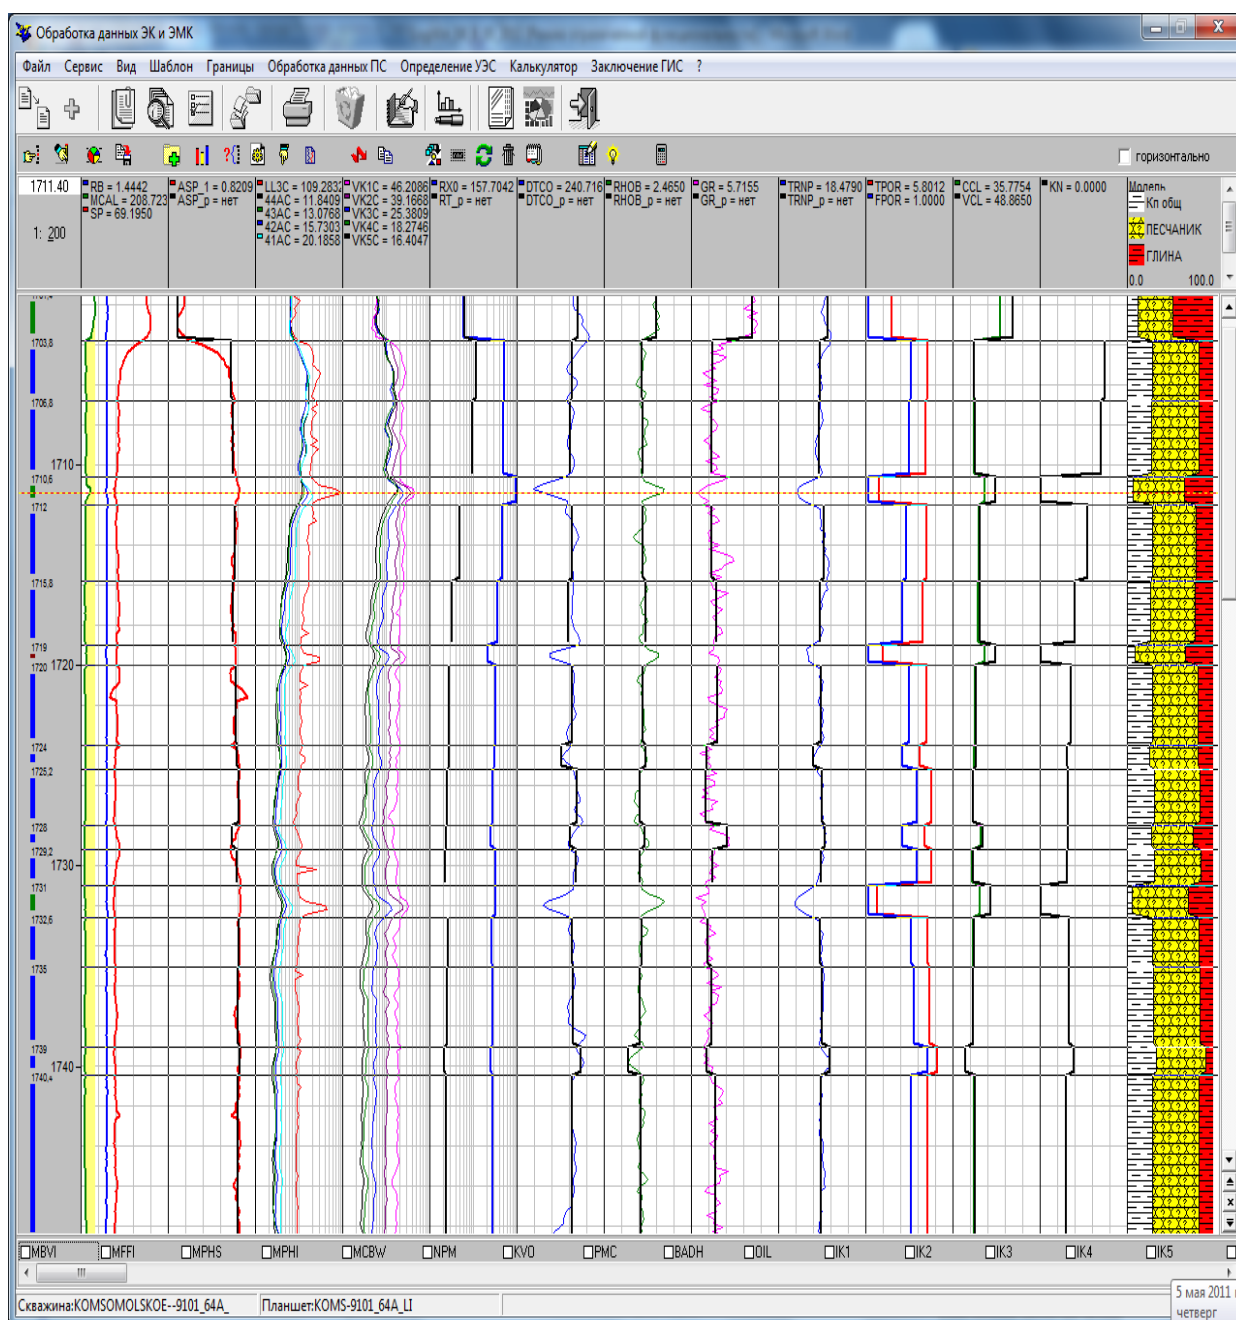 Обработка данных ЭК и ЭМК
Файл Сервис Вид Шаблон Границы Обработка данных ПС Определение УЭС Калькулятор Заключение ГИС ?
горизонтально
1711.40
1: 200
RB = 1.4442
MCAL = 208.723
SP = 69.1950
ASP_1 = 0.8209
ASP_p = нет
LL3C = 109.2832
44AC = 11.8409
43AC = 13.0768
42AC = 15.7303
41AC = 20.1858
VK1C = 46.2086
VK2C = 39.1668
VK3C = 25.3809
VK4C = 18.2746
VK5C = 16.4047
RX0 = 157.7042
RT_p = нет
DTCO = 240.716
DTCO_p = нет
RHOB = 2.4650
RHOB_p = нет
GR = 5.7155
GR_p = нет
TRNP = 18.4790
TRNP_p = нет
TPOR = 5.8012
FPOR = 1.0000
CCL = 35.7754
VCL = 48.8650
KN = 0.0000
Модель
Кп общ
ПЕСЧАНИК
ГЛИНА
0.0 100.0
1703,8
1706,8
1710
1710,6
1712
1715,8
1719
1720 1720
1724
1725,2
1728
1729,2
1730
1731
1732,6
1735
1739
1740
1740,4
MBVI MFFI MPHS MPHI MCBW NPM KVO PMC BADH OIL IK1 IK2 IK3 IK4 IK5
Скважина:KOMSOMOLSKOE--9101_64A_ Планшет:KOMS-9101_64A_LI
5 мая 2011
четверг